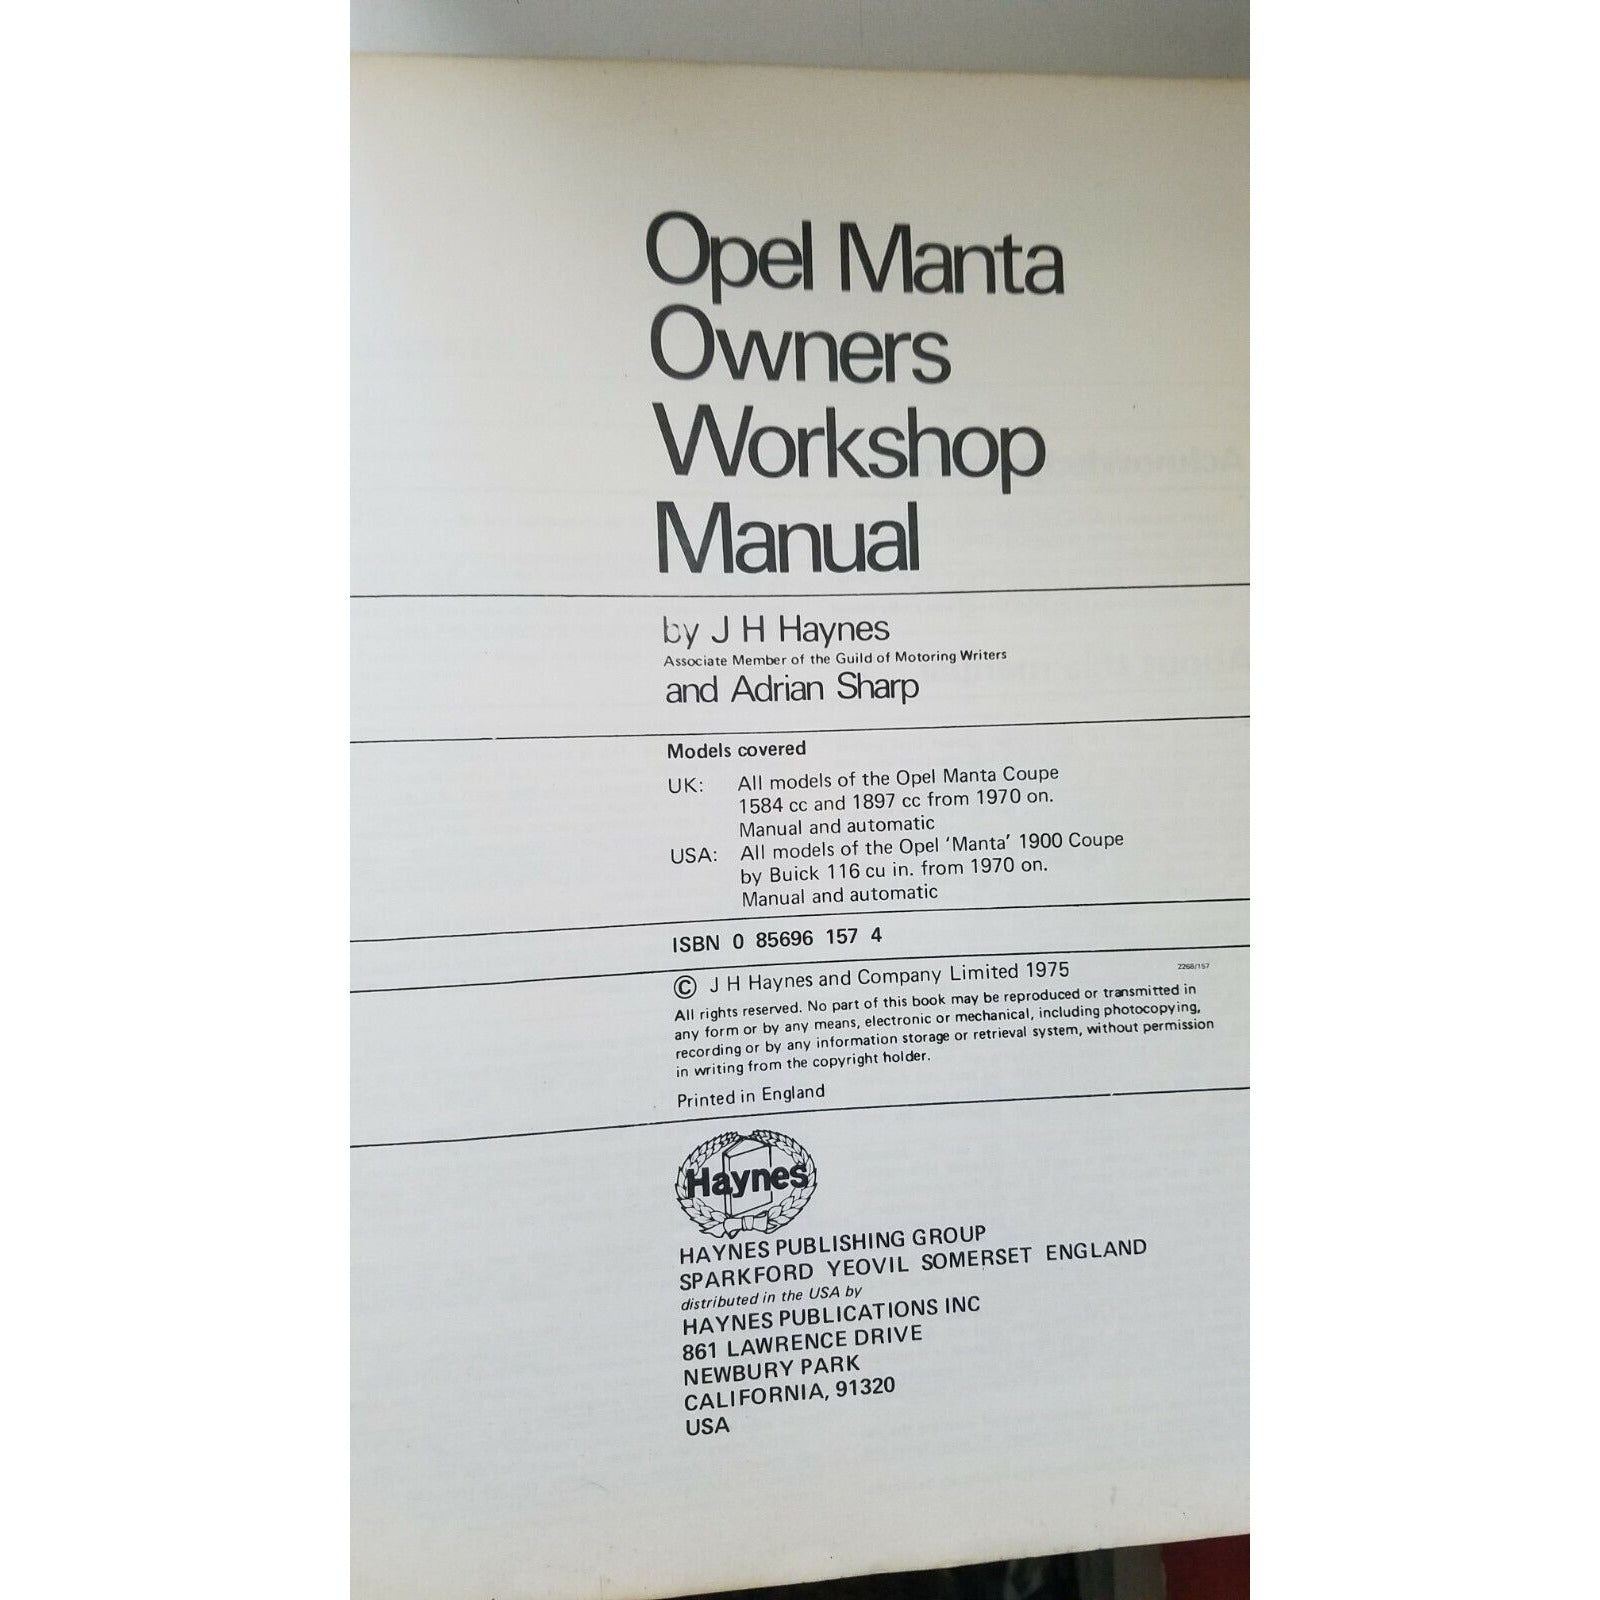 Opel Manta
Owners
Workshop
Manual
by J H Haynes
Associate Member of the Guild of Motoring Writers
and Adrian Sharp
Models covered
UK: All models of the Opel Manta Coupe
1584 cc and 1897 cc from 1970 on.
Manual and automatic
USA: All models of the Opel 'Manta' 1900 Coupe
by Buick 116 cu in. from 1970 on.
Manual and automatic
ISBN 0 85696 157 4
© J H Haynes and Company Limited 1975 2268/157
All rights reserved. No part of this book may be reproduced or transmitted in
any form or by any means, electronic or mechanical, including photocopying,
recording or by any information storage or retrieval system, without permission
in writing from the copyright holder.
Printed in England
Haynes
HAYNES PUBLISHING GROUP
SPARKFORD YEOVIL SOMERSET ENGLAND
distributed in the USA by
HAYNES PUBLICATIONS INC
861 LAWRENCE DRIVE
NEWBURY PARK
CALIFORNIA, 91320
USA